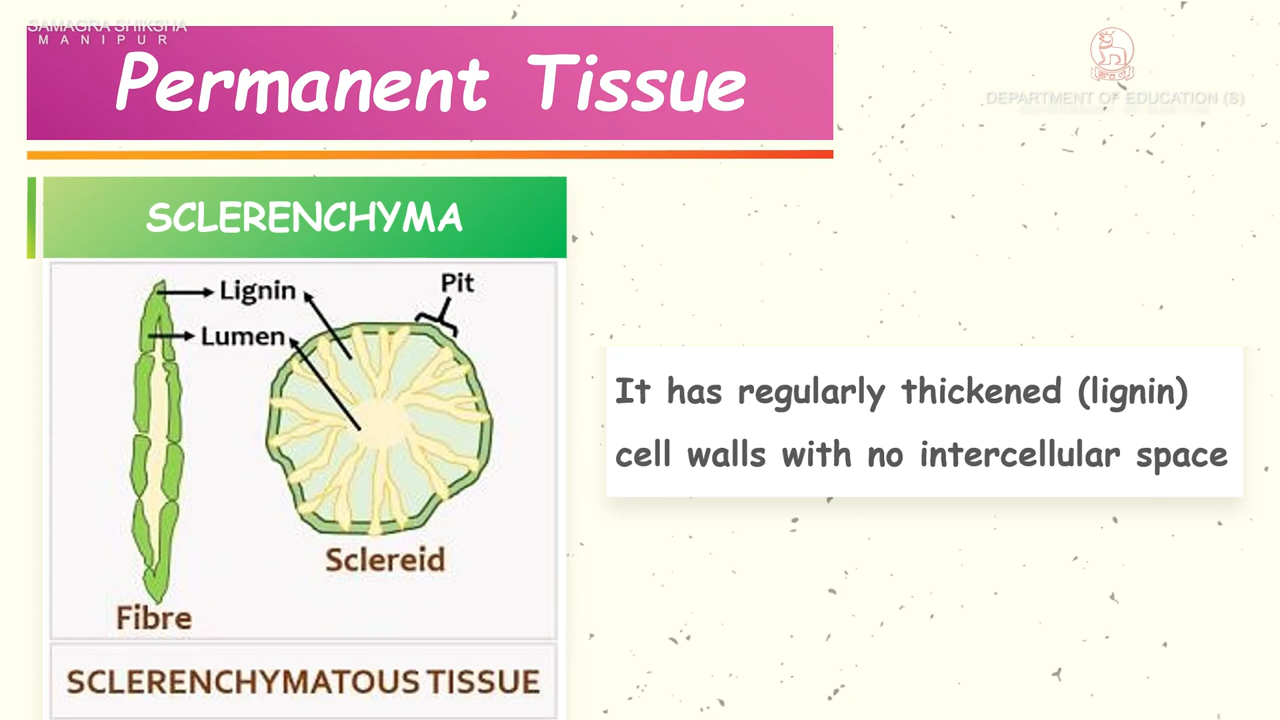 SAMAGRA SHIKSHA
MANIPUR
Permanent Tissue
DEPARTMENT OF EDUCATION (S)
SCLERENCHYMA
Pit
Lignin
Lumen
It has regularly thickened (lignin)
cell walls with no intercellular space
Sclereid
Fibre
SCLERENCHYMATOUS TISSUE